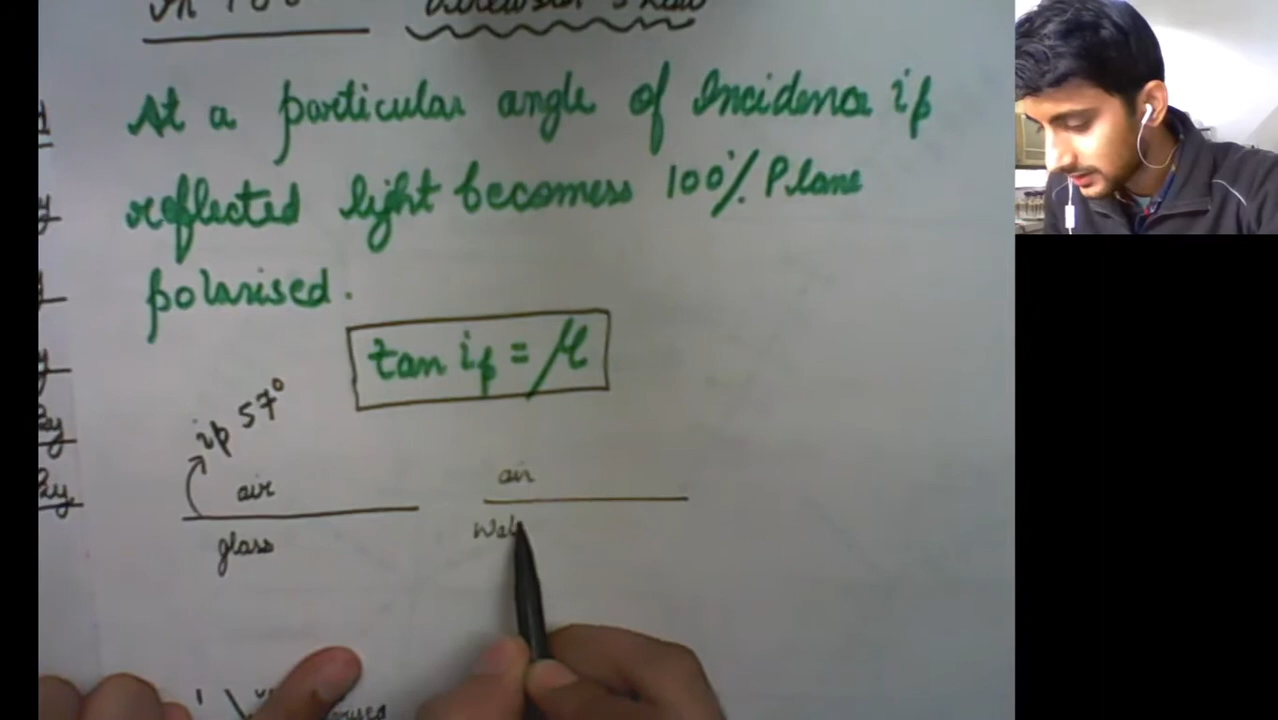 At a particular angle of Incidence ip
reflected light becomes 100% Plane
polarised.
tan ip = μ
ip 57°
air
air
glass
Wat